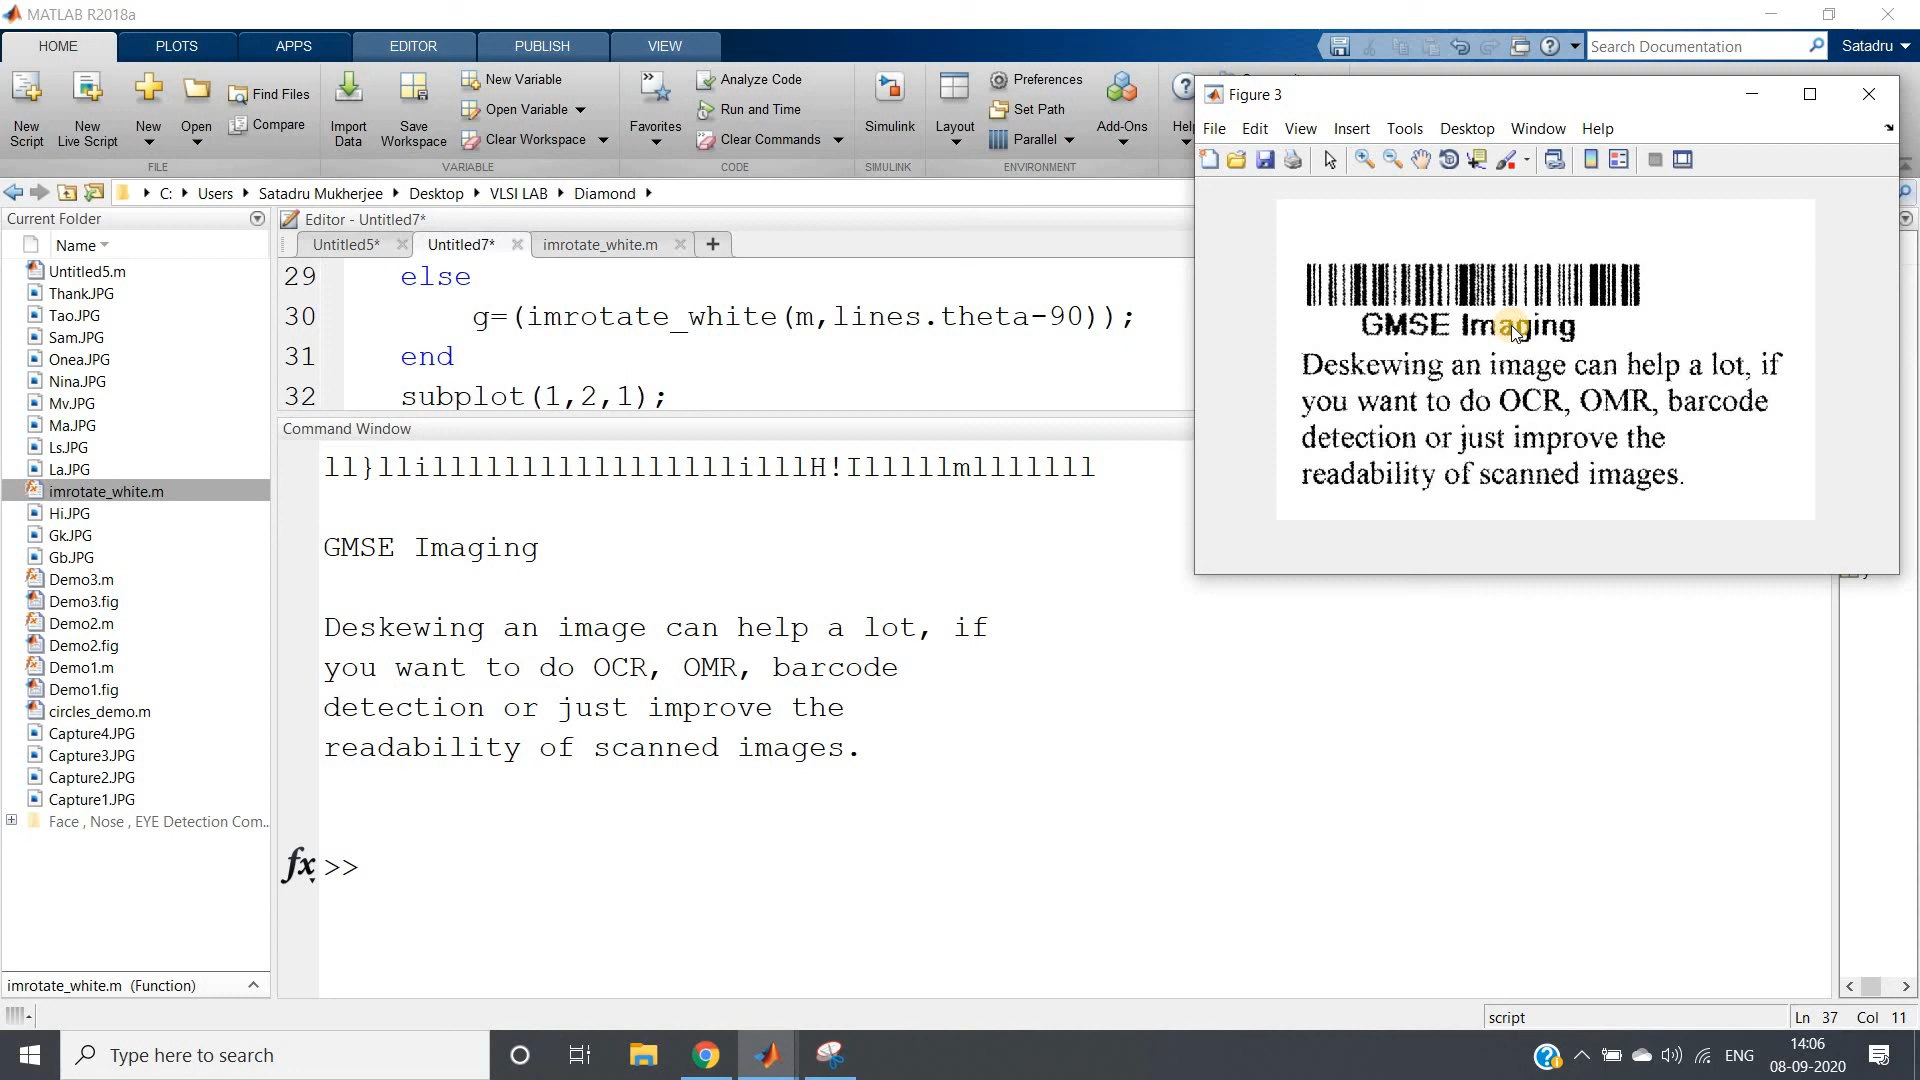 MATLAB R2018a
HOME PLOTS APPS EDITOR PUBLISH VIEW
Search Documentation
Satadru
New Script
New Live Script
New
Open
Find Files
Compare
FILE
Import Data
Save Workspace
New Variable
Open Variable
Clear Workspace
VARIABLE
Favorites
Analyze Code
Run and Time
Clear Commands
CODE
Simulink
SIMULINK
Layout
Preferences
Set Path
Parallel
ENVIRONMENT
Add-Ons
C: Users Satadru Mukherjee Desktop VLSI LAB Diamond
Current Folder
Name
Untitled5.m
Thank.JPG
Tao.JPG
Sam.JPG
Onea.JPG
Nina.JPG
Mv.JPG
Ma.JPG
Ls.JPG
La.JPG
imrotate_white.m
Hi.JPG
Gk.JPG
Gb.JPG
Demo3.m
Demo3.fig
Demo2.m
Demo2.fig
Demo1.m
Demo1.fig
circles_demo.m
Capture4.JPG
Capture3.JPG
Capture2.JPG
Capture1.JPG
Face , Nose , EYE Detection Com..
imrotate_white.m (Function)
Editor - Untitled7*
Untitled5* Untitled7* imrotate_white.m
29 else
30 g=(imrotate_white(m,lines.theta-90));
31 end
32 subplot(1,2,1);
Command Window
GMSE Imaging
Deskewing an image can help a lot, if
you want to do OCR, OMR, barcode
detection or just improve the
readability of scanned images.
fx >>
Figure 3
File Edit View Insert Tools Desktop Window Help
GMSE Imaging
Deskewing an image can help a lot, if
you want to do OCR, OMR, barcode
detection or just improve the
readability of scanned images.
script
Ln 37 Col 11
Type here to search
ENG
14:06
08-09-2020